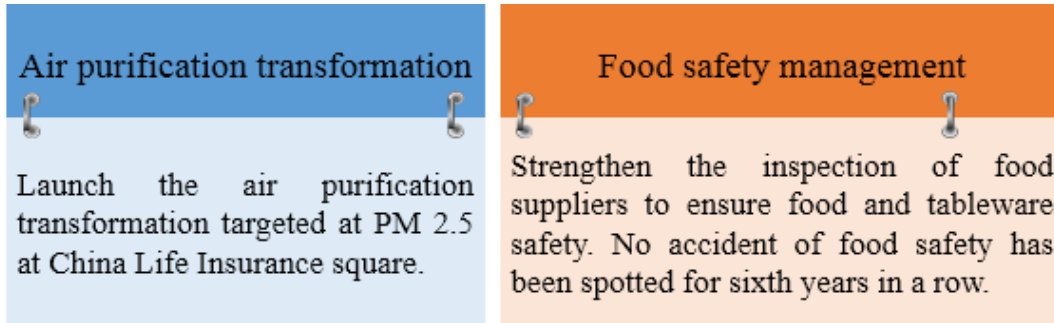 Air purification transformation
Launch the air purification
transformation targeted at PM 2.5
at China Life Insurance square.
Food safety management
Strengthen the inspection of food
suppliers to ensure food and tableware
safety. No accident of food safety has
been spotted for sixth years in a row.